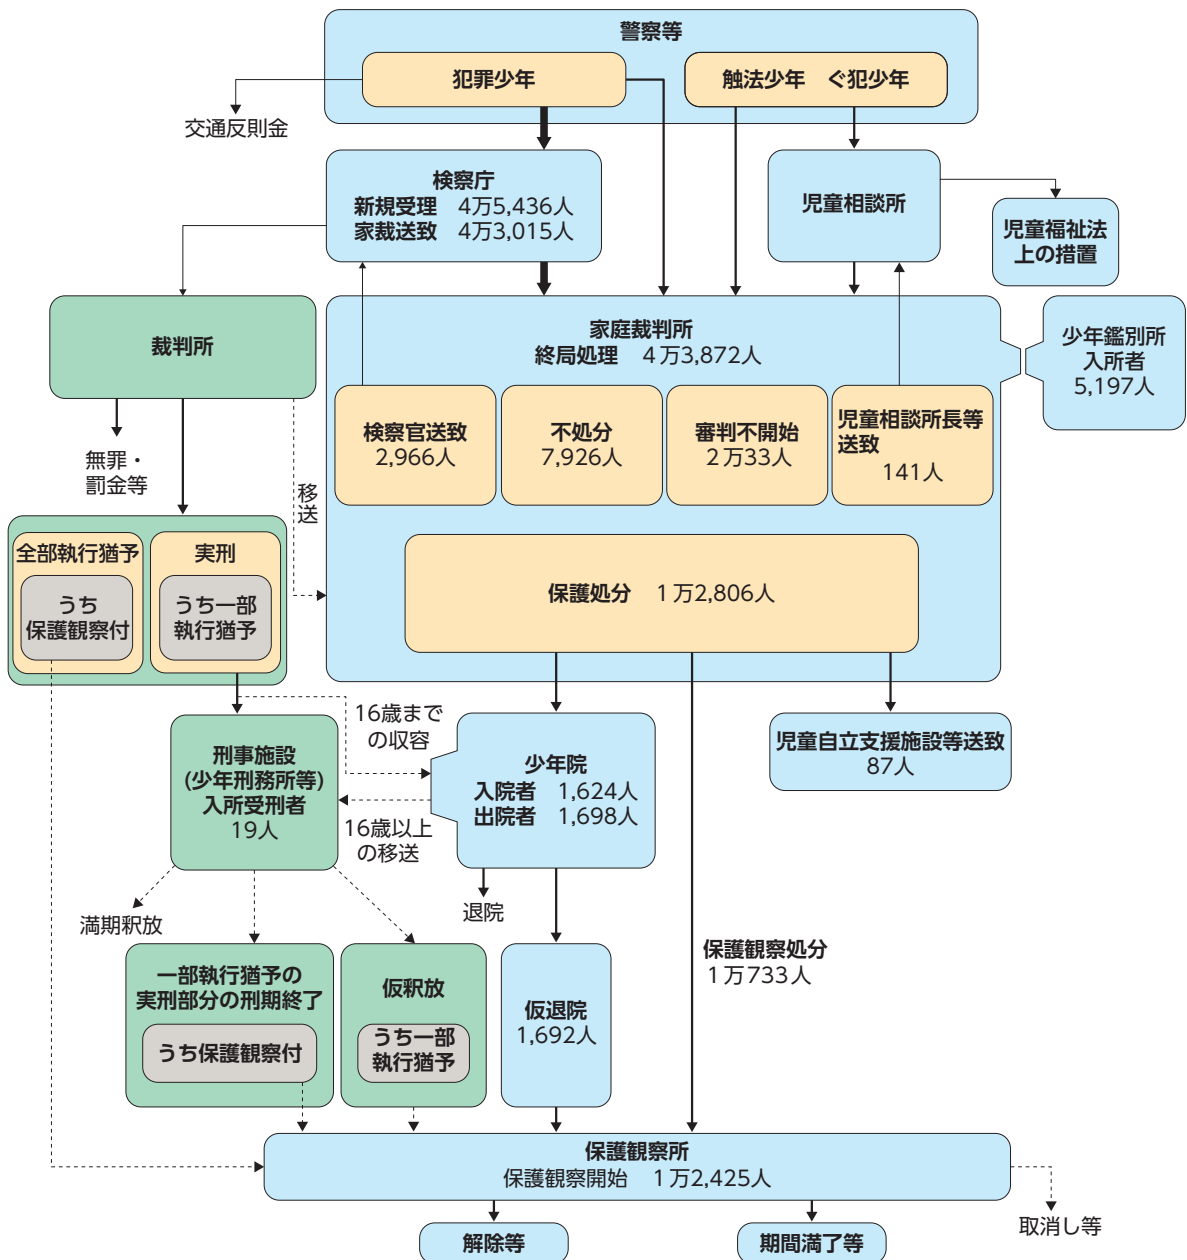 警察等
犯罪少年
触法少年　ぐ犯少年
交通反則金
検察庁
新規受理　4万5,436人
家裁送致　4万3,015人
児童相談所
児童福祉法
上の措置
裁判所
家庭裁判所
終局処理　4万3,872人
少年鑑別所
入所者
5,197人
検察官送致
2,966人
不処分
7,926人
審判不開始
2万33人
児童相談所長等
送致
141人
無罪・
罰金等
移送
全部執行猶予
うち
保護観察付
実刑
うち一部
執行猶予
保護処分　1万2,806人
16歳まで
の収容
刑事施設
(少年刑務所等)
入所受刑者
19人
少年院
入院者　1,624人
出院者　1,698人
児童自立支援施設等送致
87人
16歳以上
の移送
満期釈放
退院
一部執行猶予の
実刑部分の刑期終了
うち保護観察付
仮釈放
うち一部
執行猶予
仮退院
1,692人
保護観察処分
1万733人
保護観察所
保護観察開始　1万2,425人
取消し等
解除等
期間満了等